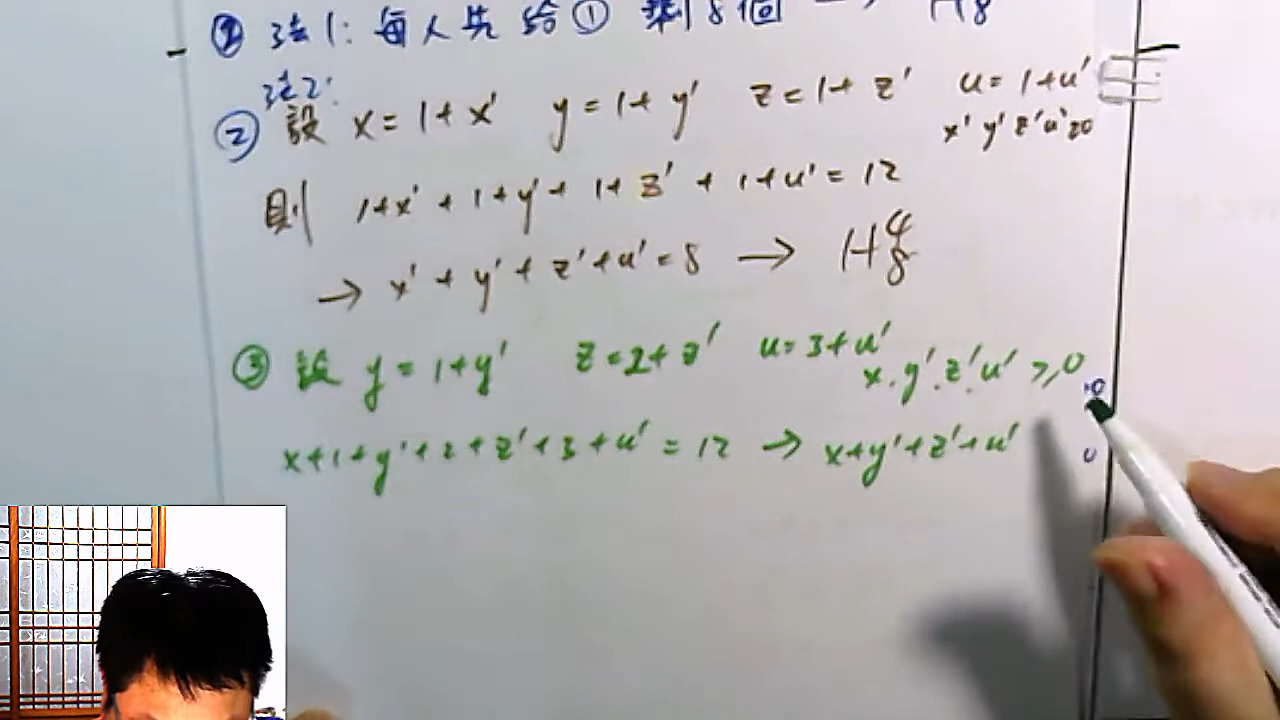 ② 法1: 每人先給① 剩8個 → H8
法2:
② 設 x=1+x' y=1+y' z=1+z' u=1+u'
x' y' z' u' ≥0
則 1+x'+1+y'+1+z'+1+u'=12
→ x'+y'+z'+u'=8 → H⁴₈
③ 設 y=1+y' z=2+z' u=3+u'
x.y'.z'.u' ≥0
x+1+y'+2+z'+3+u'=12 → x+y'+z'+u'